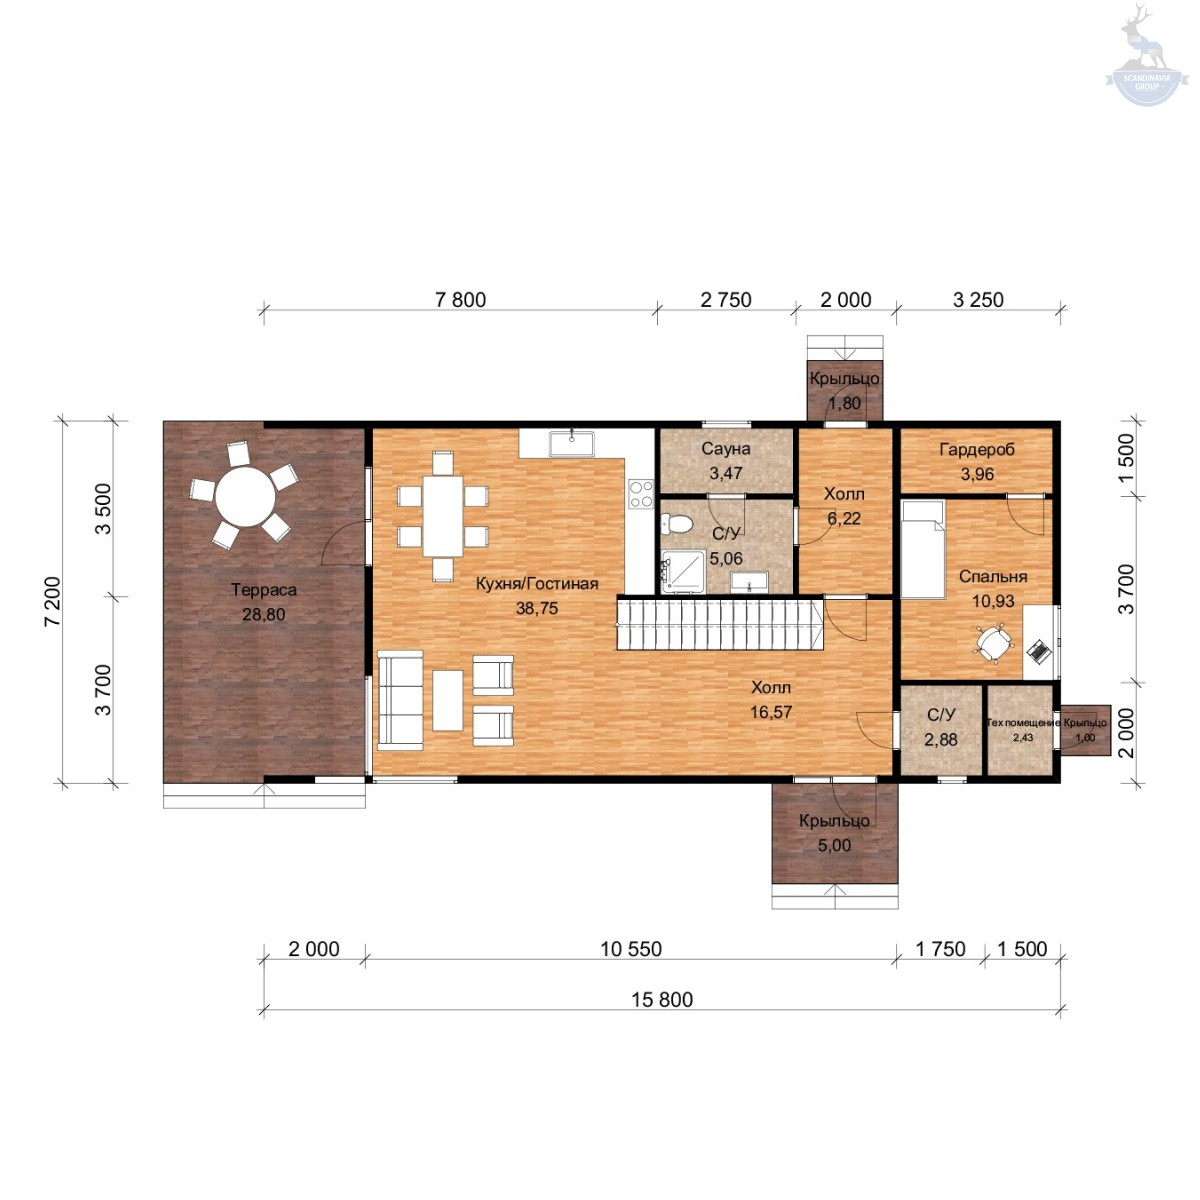 SCANDINAVIA
GROUP
7 800
2 750
2 000
3 250
Крыльцо
1,80
Сауна
3,47
Холл
6,22
Гардероб
3,96
1 500
3 500
С/У
5,06
Кухня/Гостиная
38,75
Терраса
28,80
7 200
Спальня
10,93
3 700
3 700
Холл
16,57
С/У
2,88
Тех помещение
2,43
Крыльцо
1,00
2 000
Крыльцо
5,00
2 000
10 550
1 750
1 500
15 800